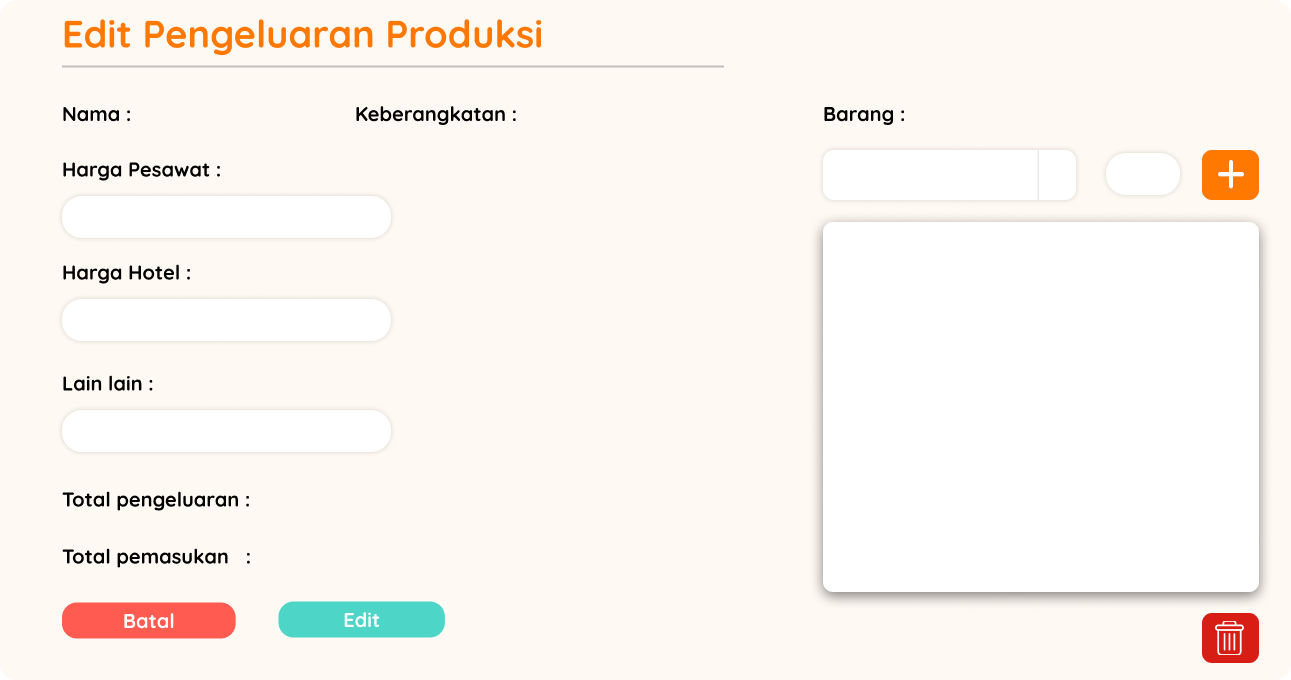 Edit Pengeluaran Produksi
Nama :
Keberangkatan :
Barang :
Harga Pesawat :
Harga Hotel :
Lain lain :
Total pengeluaran :
Total pemasukan :
Batal
Edit